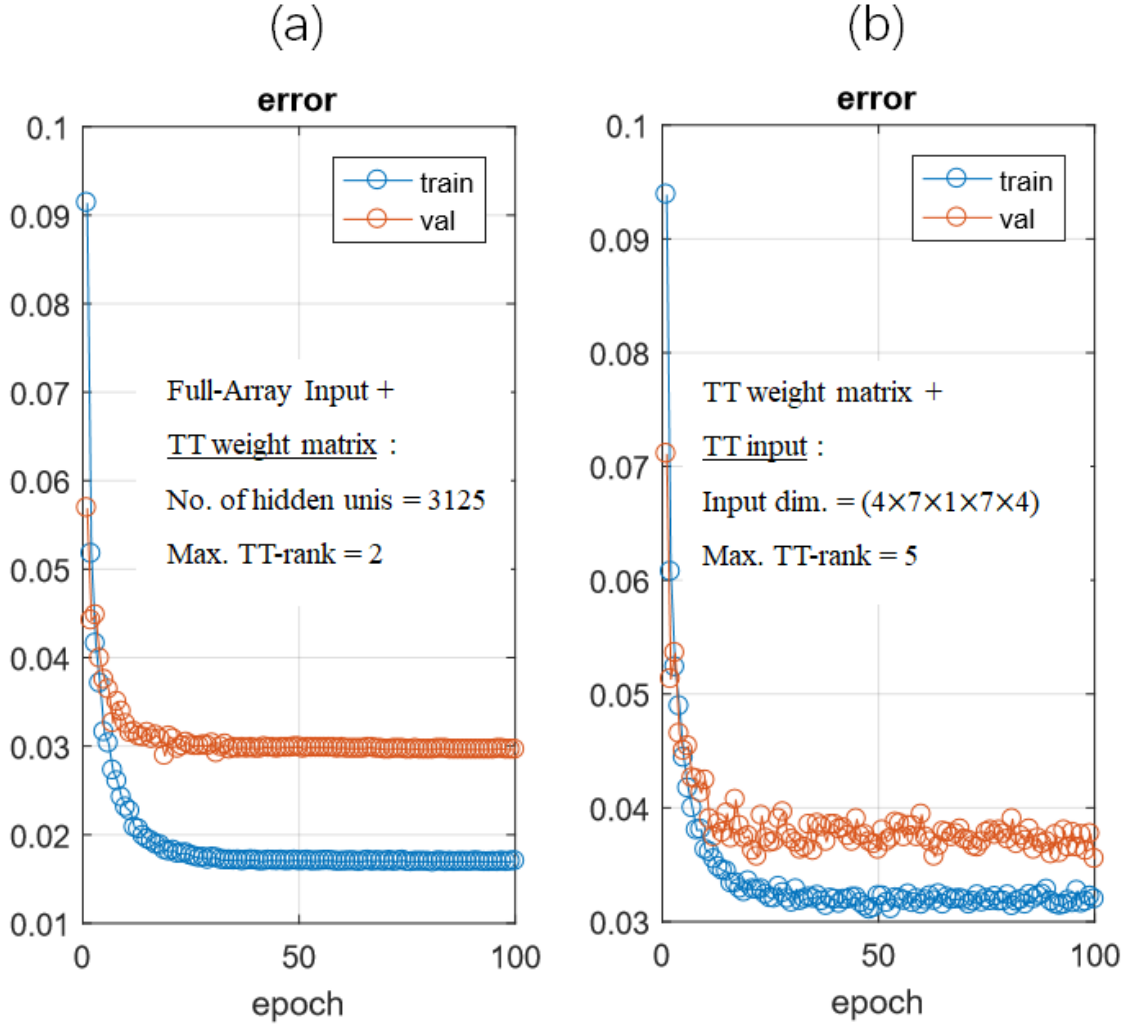 (a)
error
0.1
0.09
0.08
0.07
0.06
0.05
0.04
0.03
0.02
0.01
0
50
100
epoch
train
val
Full-Array Input +
TT weight matrix :
No. of hidden unis = 3125
Max. TT-rank = 2
(b)
error
0.1
0.09
0.08
0.07
0.06
0.05
0.04
0.03
0
50
100
epoch
train
val
TT weight matrix +
TT input :
Input dim. = (4×7×1×7×4)
Max. TT-rank = 5